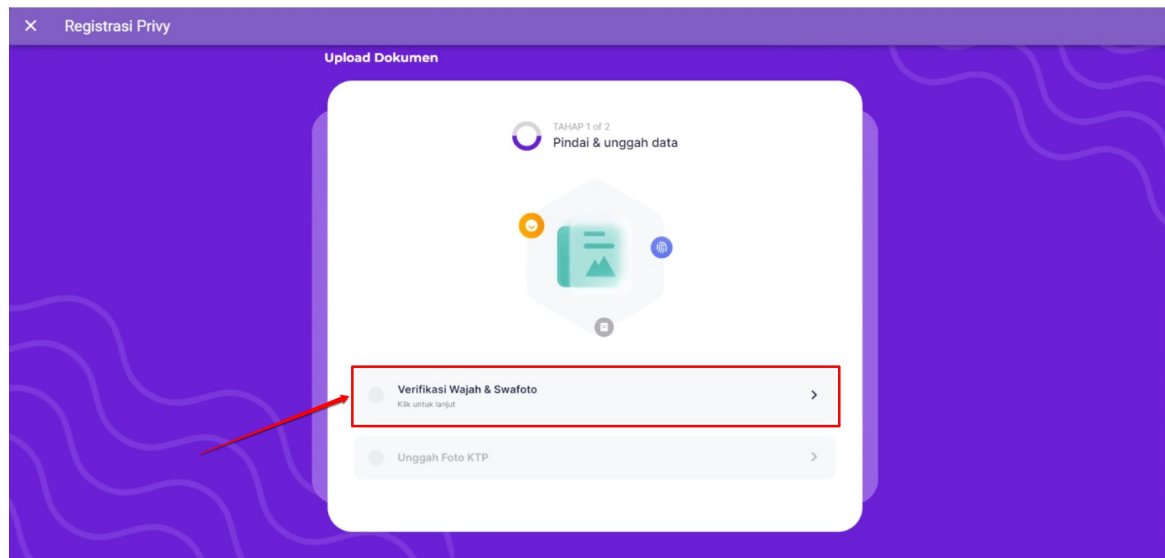 Registrasi Privy
Upload Dokumen
TAHAP 1 of 2
Pindai & unggah data
Verifikasi Wajah & Swafoto
Klik untuk lanjut
Unggah Foto KTP